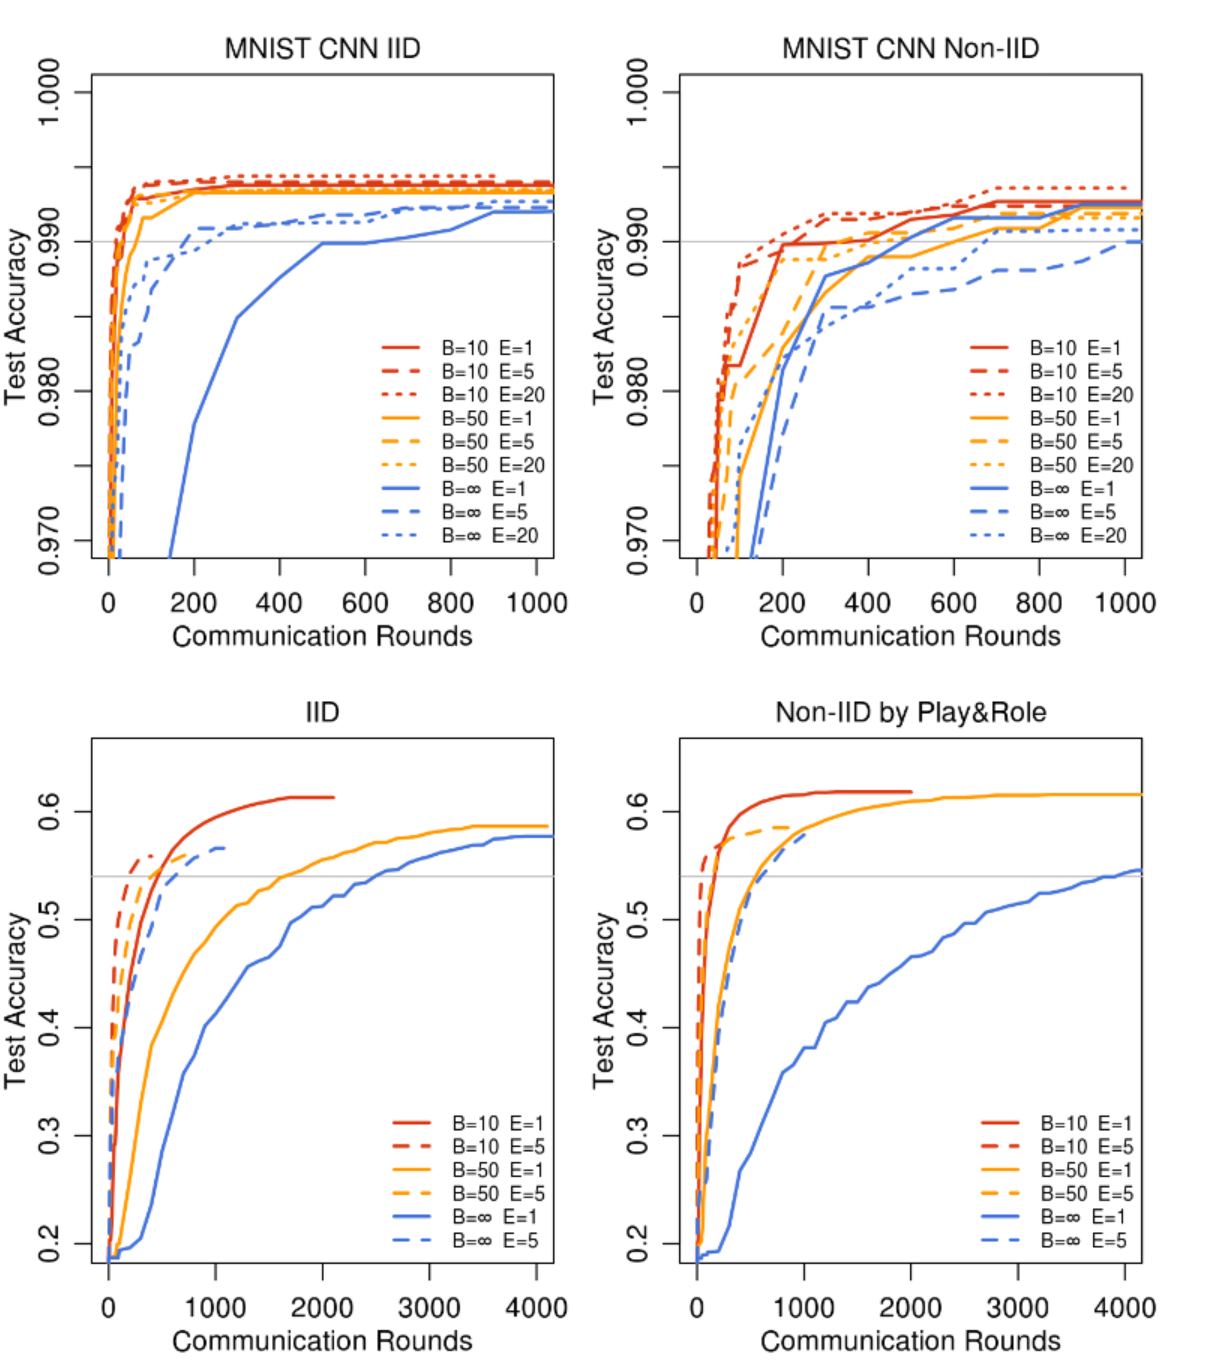 MNIST CNN IID
Test Accuracy
1.000
0.990
0.980
0.970
B=10 E=1
B=10 E=5
B=10 E=20
B=50 E=1
B=50 E=5
B=50 E=20
B=∞ E=1
B=∞ E=5
B=∞ E=20
0 200 400 600 800 1000
Communication Rounds
MNIST CNN Non-IID
Test Accuracy
1.000
0.990
0.980
0.970
B=10 E=1
B=10 E=5
B=10 E=20
B=50 E=1
B=50 E=5
B=50 E=20
B=∞ E=1
B=∞ E=5
B=∞ E=20
0 200 400 600 800 1000
Communication Rounds
IID
Test Accuracy
0.6
0.5
0.4
0.3
0.2
B=10 E=1
B=10 E=5
B=50 E=1
B=50 E=5
B=∞ E=1
B=∞ E=5
0 1000 2000 3000 4000
Communication Rounds
Non-IID by Play&Role
Test Accuracy
0.6
0.5
0.4
0.3
0.2
B=10 E=1
B=10 E=5
B=50 E=1
B=50 E=5
B=∞ E=1
B=∞ E=5
0 1000 2000 3000 4000
Communication Rounds